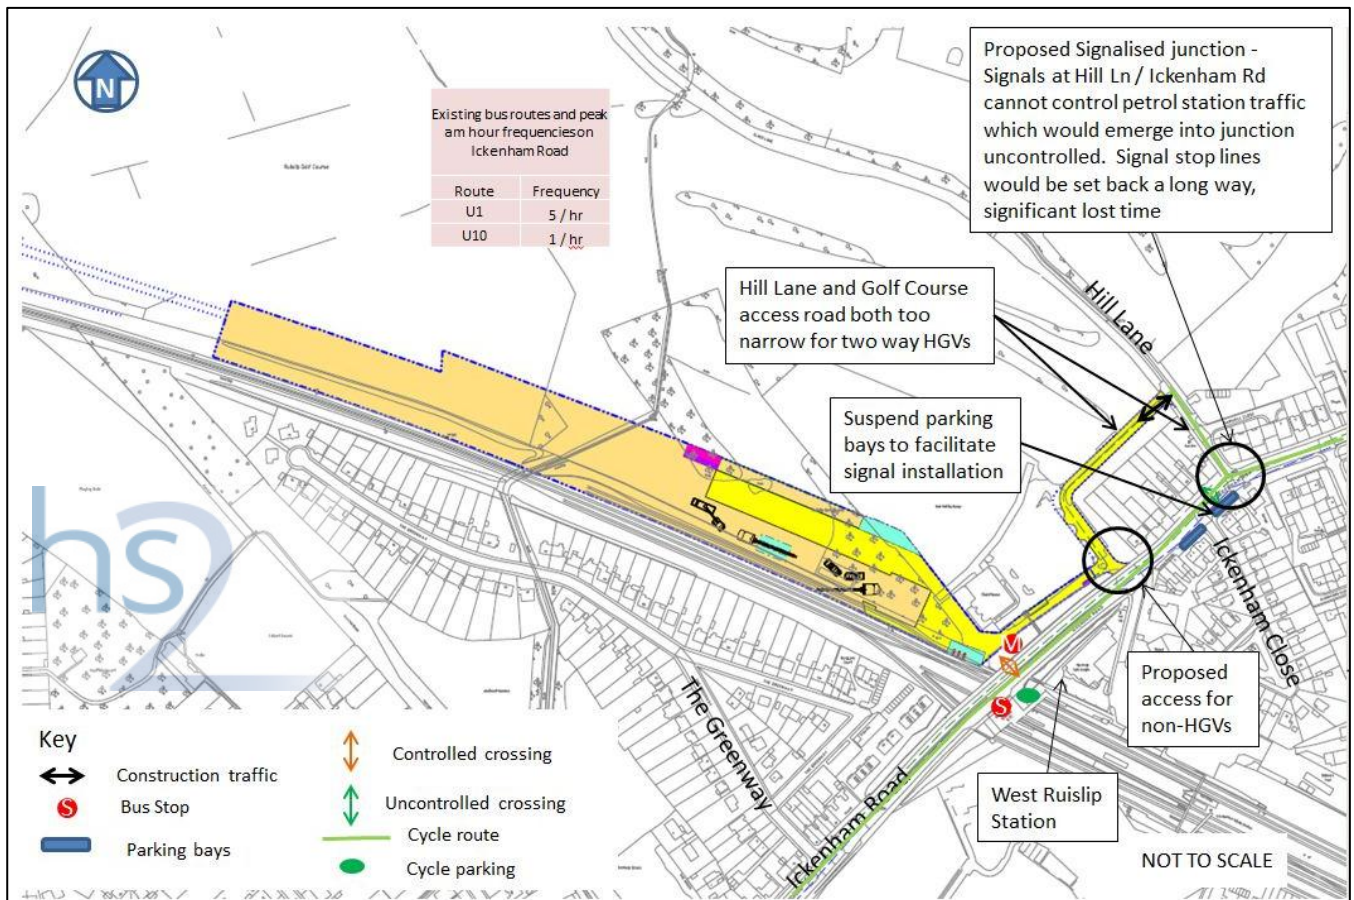 N
Existing bus routes and peak
am hour frequencies on
Ickenham Road
Route Frequency
U1 5 / hr
U10 1 / hr
Proposed Signalised junction -
Signals at Hill Ln / Ickenham Rd
cannot control petrol station traffic
which would emerge into junction
uncontrolled. Signal stop lines
would be set back a long way,
significant lost time
Ruislip Golf Course
Hill Lane and Golf Course
access road both too
narrow for two way HGVs
Hill Lane
Suspend parking
bays to facilitate
signal installation
Ickenham Close
hs2
Proposed
access for
non-HGVs
S
The Greenway
Ickenham Road
West Ruislip
Station
NOT TO SCALE
Key
Construction traffic
S
Bus Stop
Parking bays
Controlled crossing
Uncontrolled crossing
Cycle route
Cycle parking